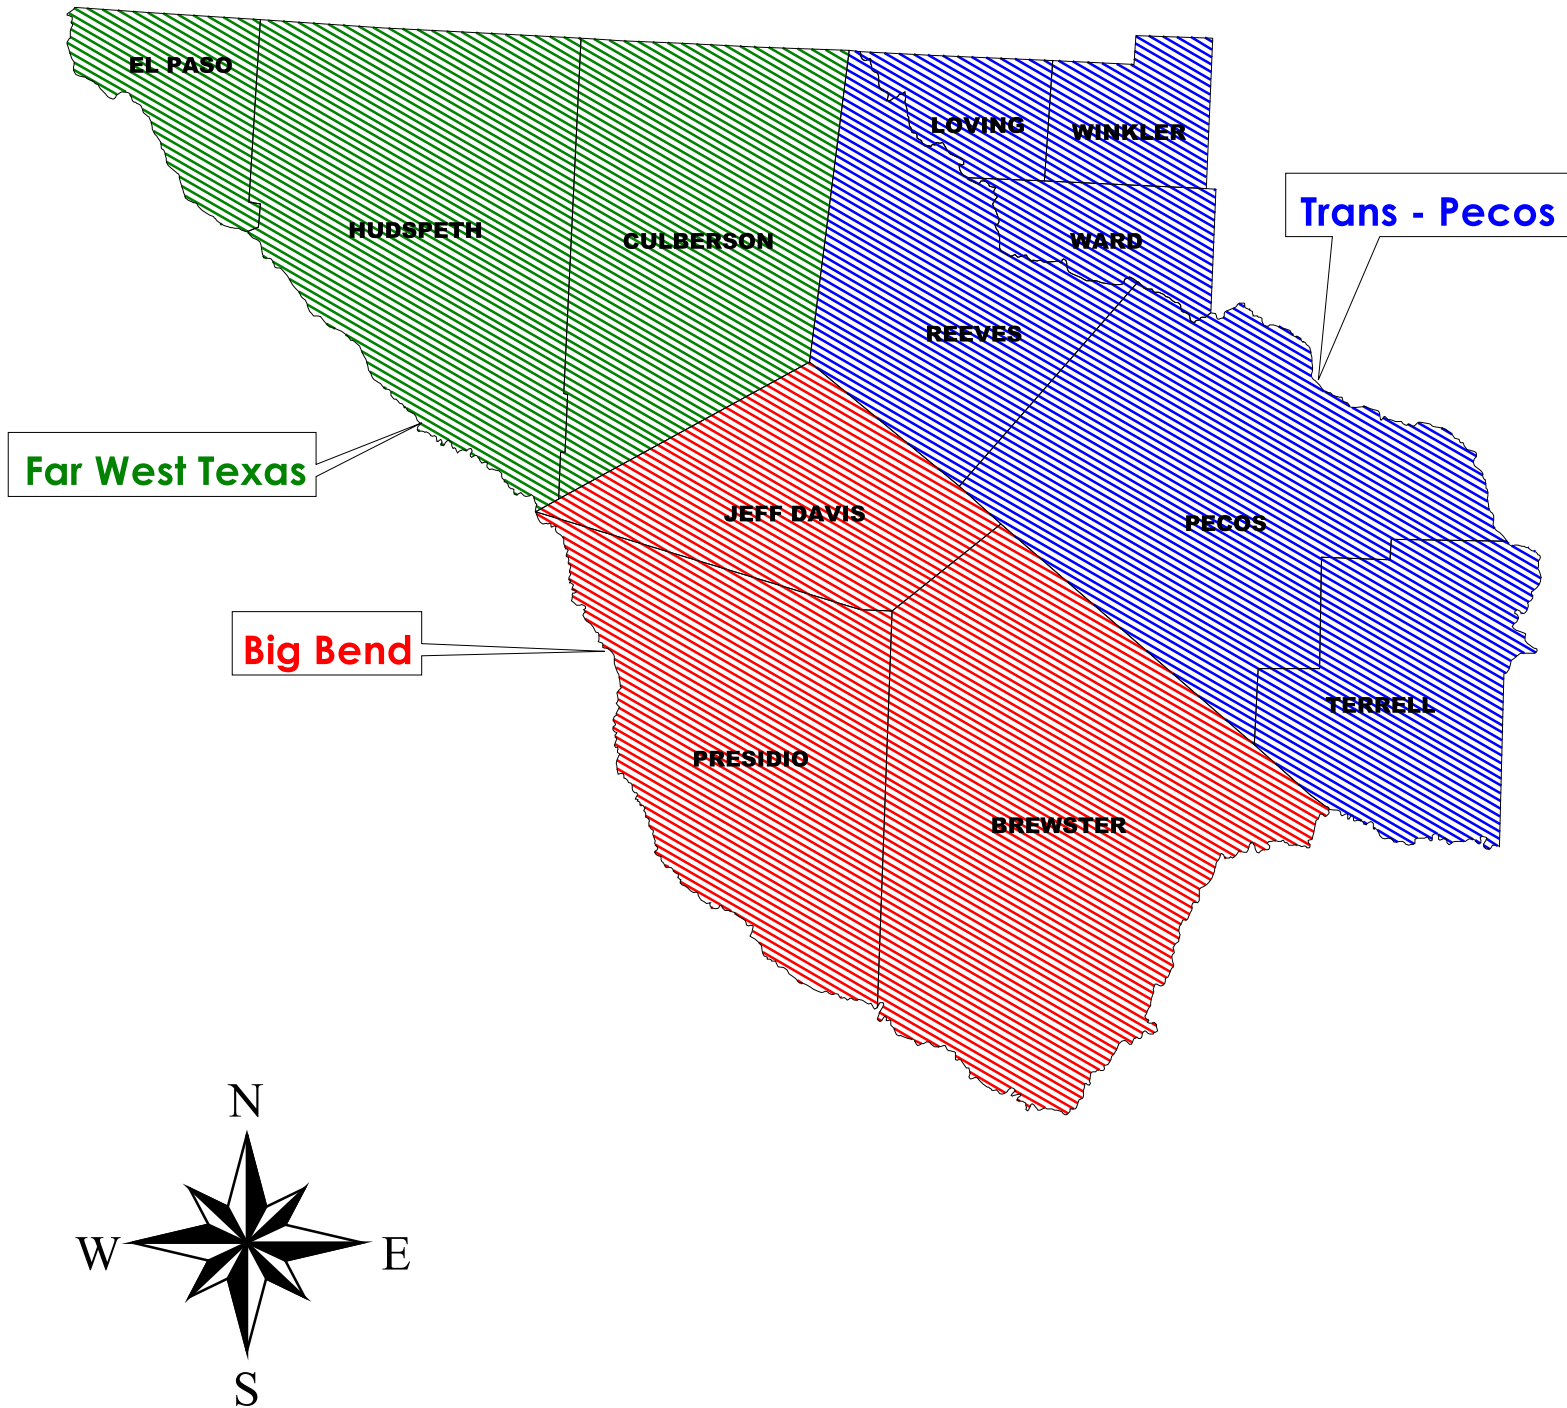 EL PASO
LOVING
WINKLER
Trans - Pecos
HUDSPETH
CULBERSON
WARD
REEVES
Far West Texas
JEFF DAVIS
PECOS
Big Bend
TERRELL
PRESIDIO
BREWSTER
N
W
E
S